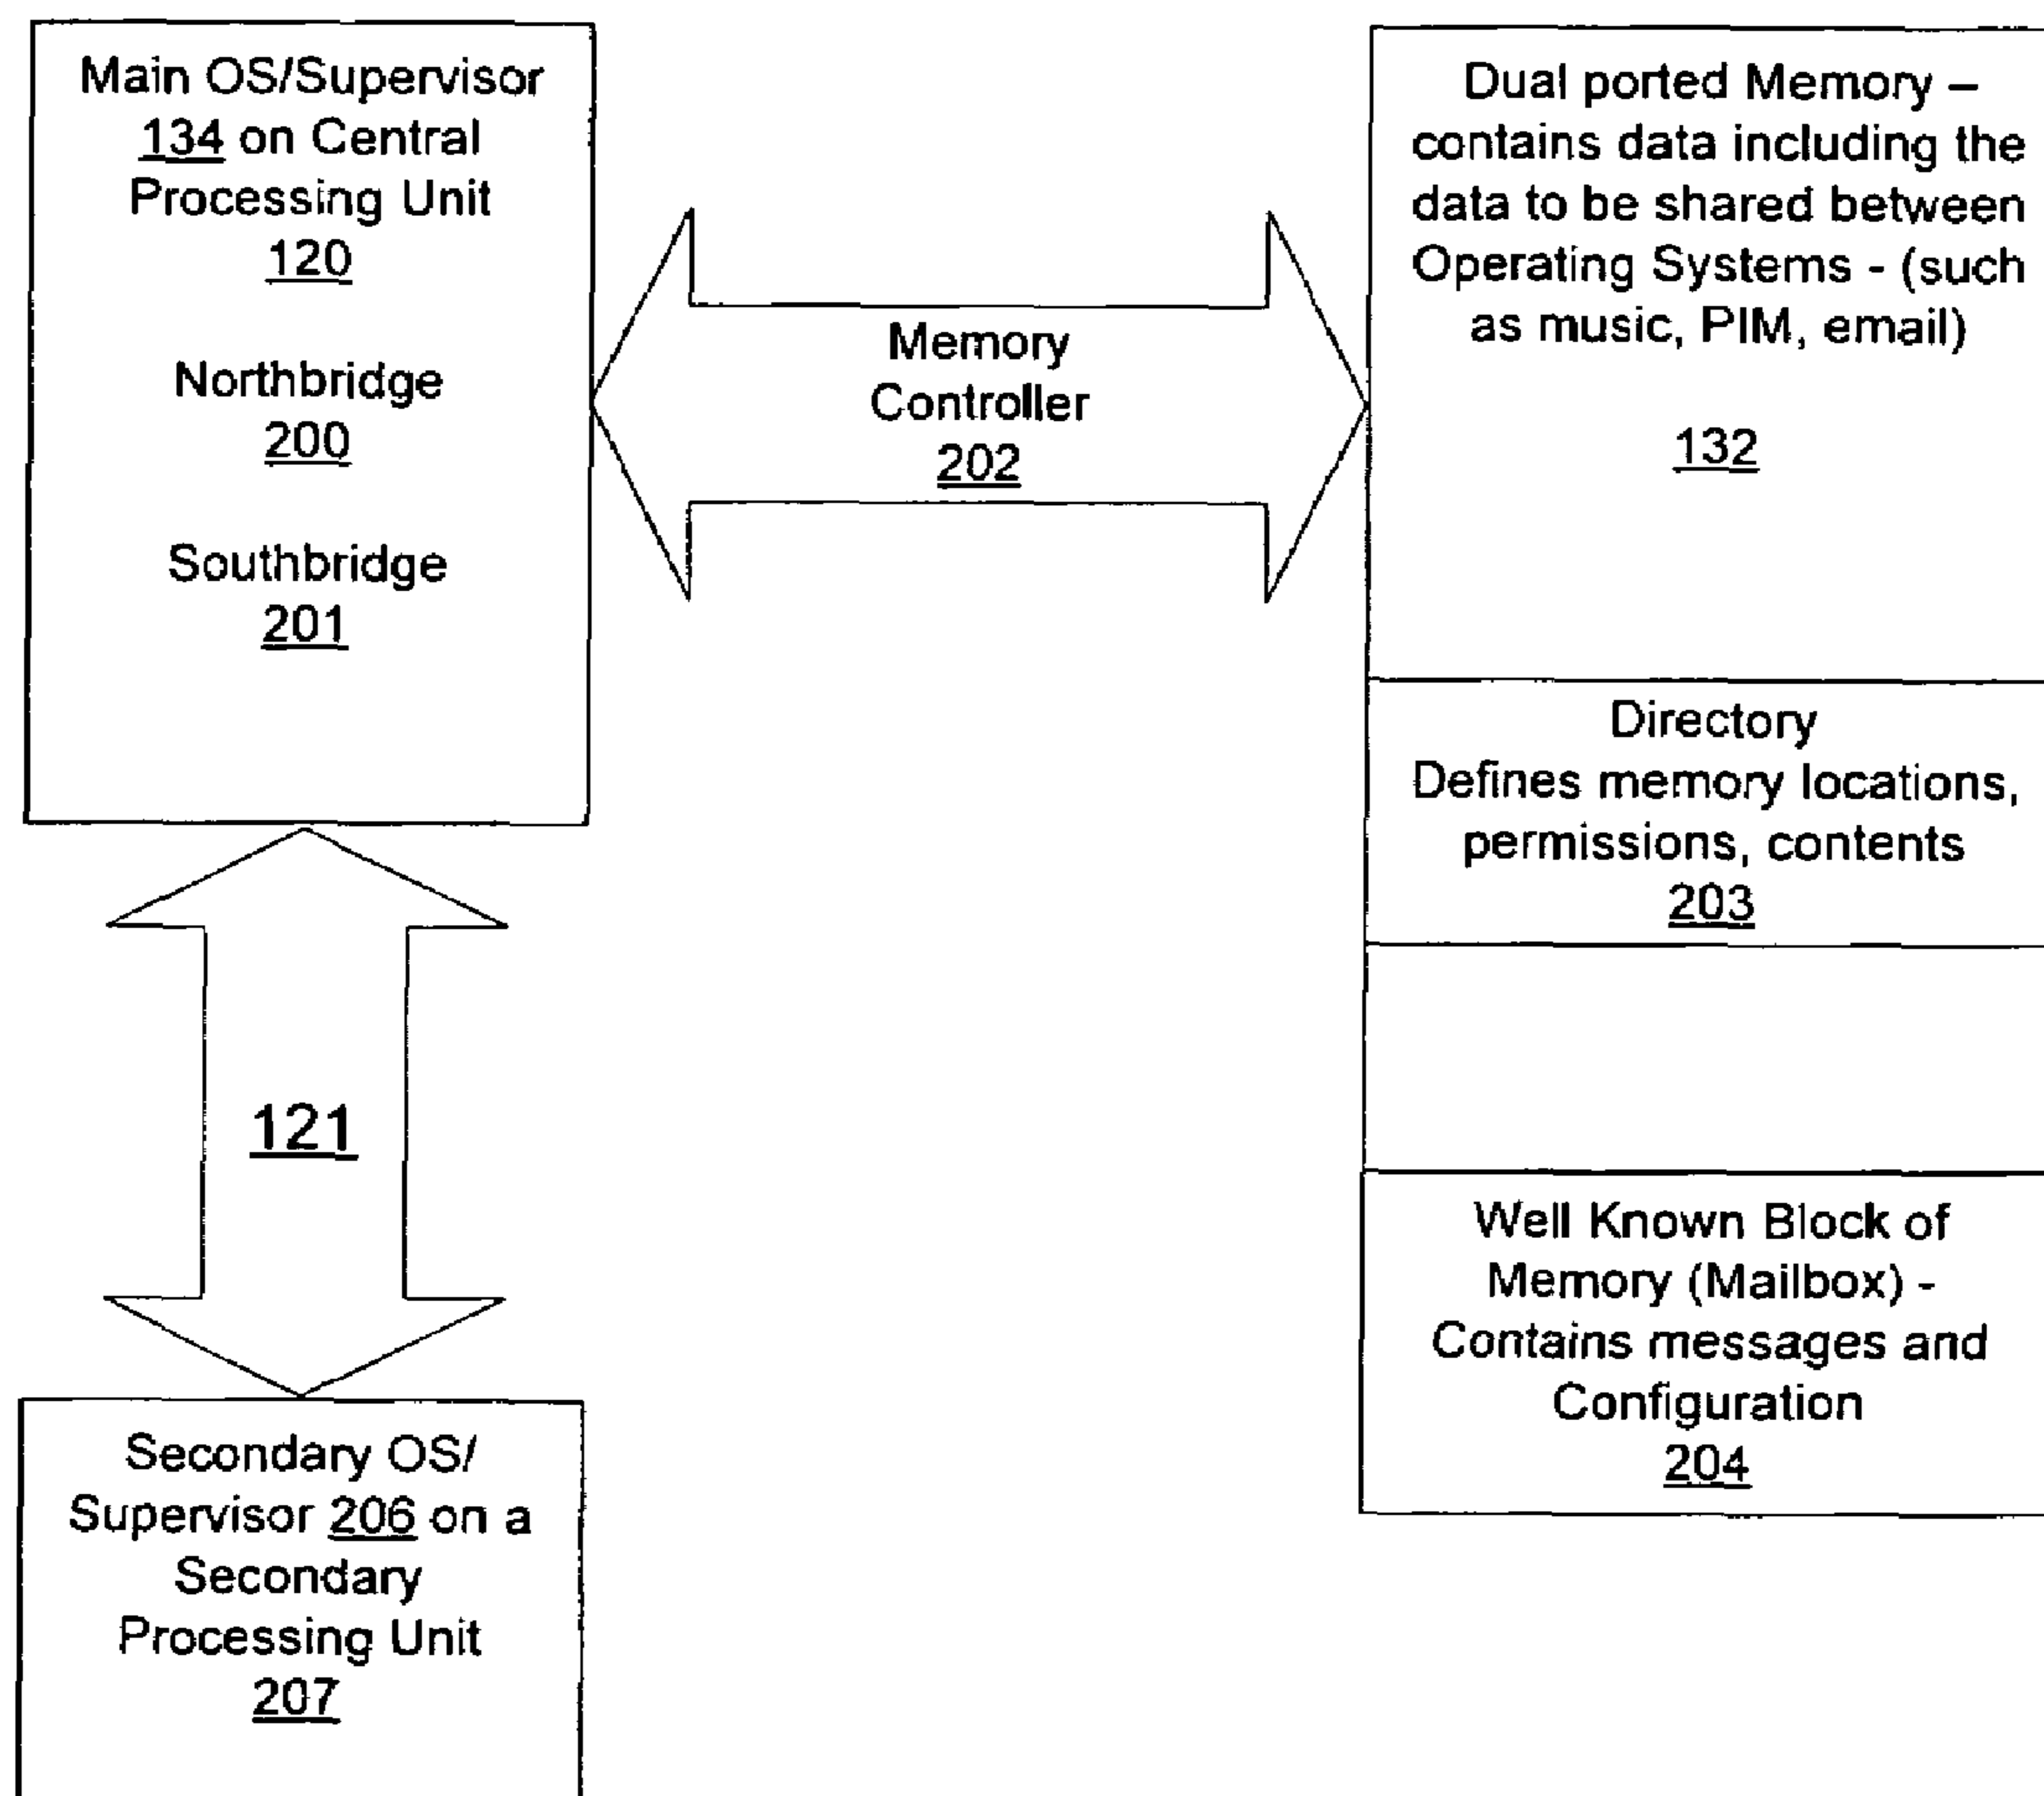 Main OS/Supervisor
134 on Central
Processing Unit
120
Northbridge
200
Southbridge
201
Memory
Controller
202
Dual ported Memory –
contains data including the
data to be shared between
Operating Systems - (such
as music, PIM, email)
132
Directory
Defines memory locations,
permissions, contents
203
Well Known Block of
Memory (Mailbox) -
Contains messages and
Configuration
204
121
Secondary OS/
Supervisor 206 on a
Secondary
Processing Unit
207